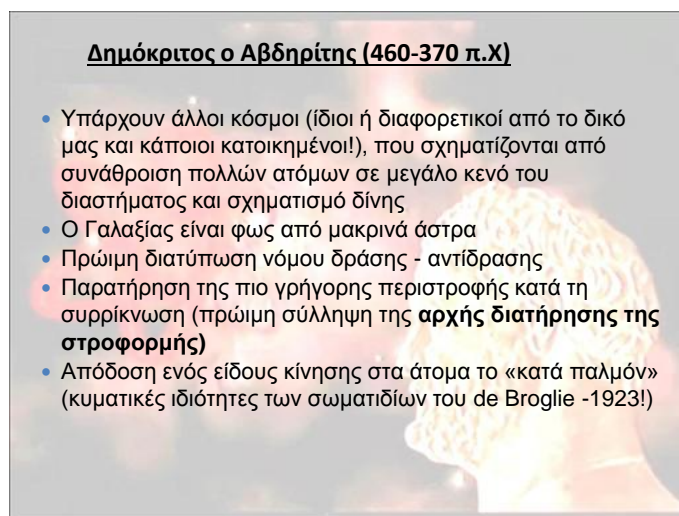 Δημόκριτος ο Αβδηρίτης (460-370 π.Χ)
• Υπάρχουν άλλοι κόσμοι (ίδιοι ή διαφορετικοί από το δικό
μας και κάποιοι κατοικημένοι!), που σχηματίζονται από
συνάθροιση πολλών ατόμων σε μεγάλο κενό του
διαστήματος και σχηματισμό δίνης
• Ο Γαλαξίας είναι φως από μακρινά άστρα
• Πρώιμη διατύπωση νόμου δράσης - αντίδρασης
• Παρατήρηση της πιο γρήγορης περιστροφής κατά τη
συρρίκνωση (πρώιμη σύλληψη της αρχής διατήρησης της
στροφορμής)
• Απόδοση ενός είδους κίνησης στα άτομα το «κατά παλμόν»
(κυματικές ιδιότητες των σωματιδίων του de Broglie -1923!)